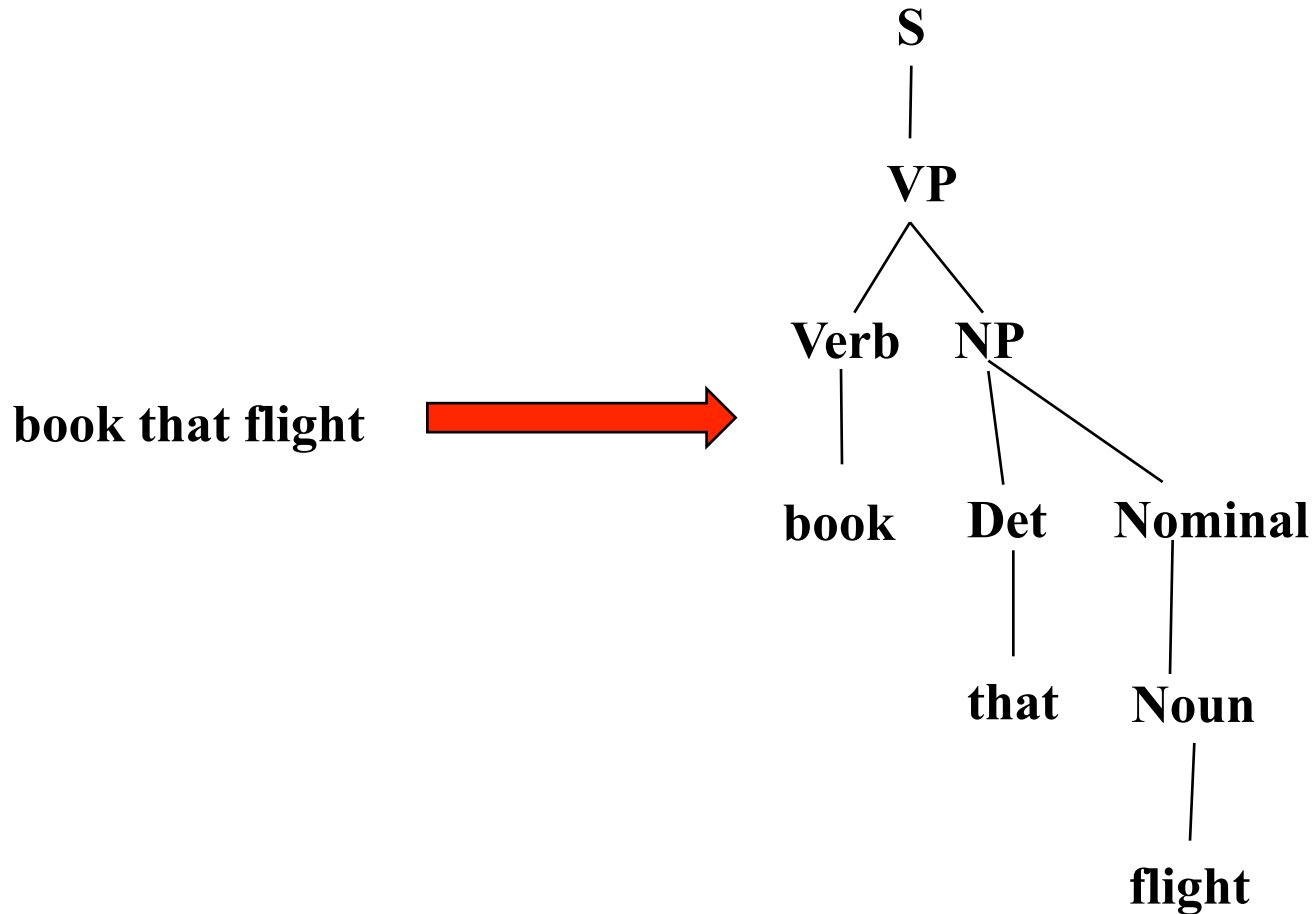 S
VP
Verb NP
book that flight
book Det Nominal
that Noun
flight